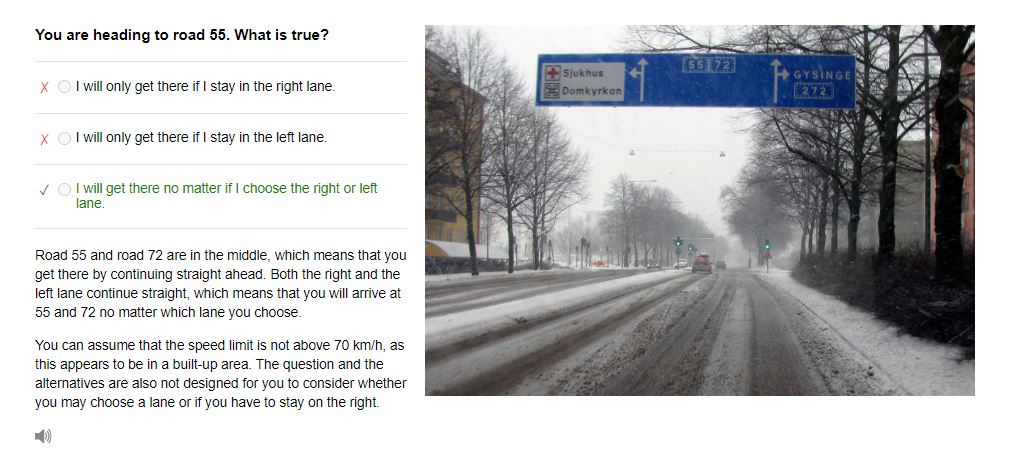 You are heading to road 55. What is true?
I will only get there if I stay in the right lane.
I will only get there if I stay in the left lane.
I will get there no matter if I choose the right or left
lane.
Road 55 and road 72 are in the middle, which means that you
get there by continuing straight ahead. Both the right and the
left lane continue straight, which means that you will arrive at
55 and 72 no matter which lane you choose.
You can assume that the speed limit is not above 70 km/h, as
this appears to be in a built-up area. The question and the
alternatives are also not designed for you to consider whether
you may choose a lane or if you have to stay on the right.
Sjukhus
Domkyrkan
55 72
GYSINGE
272